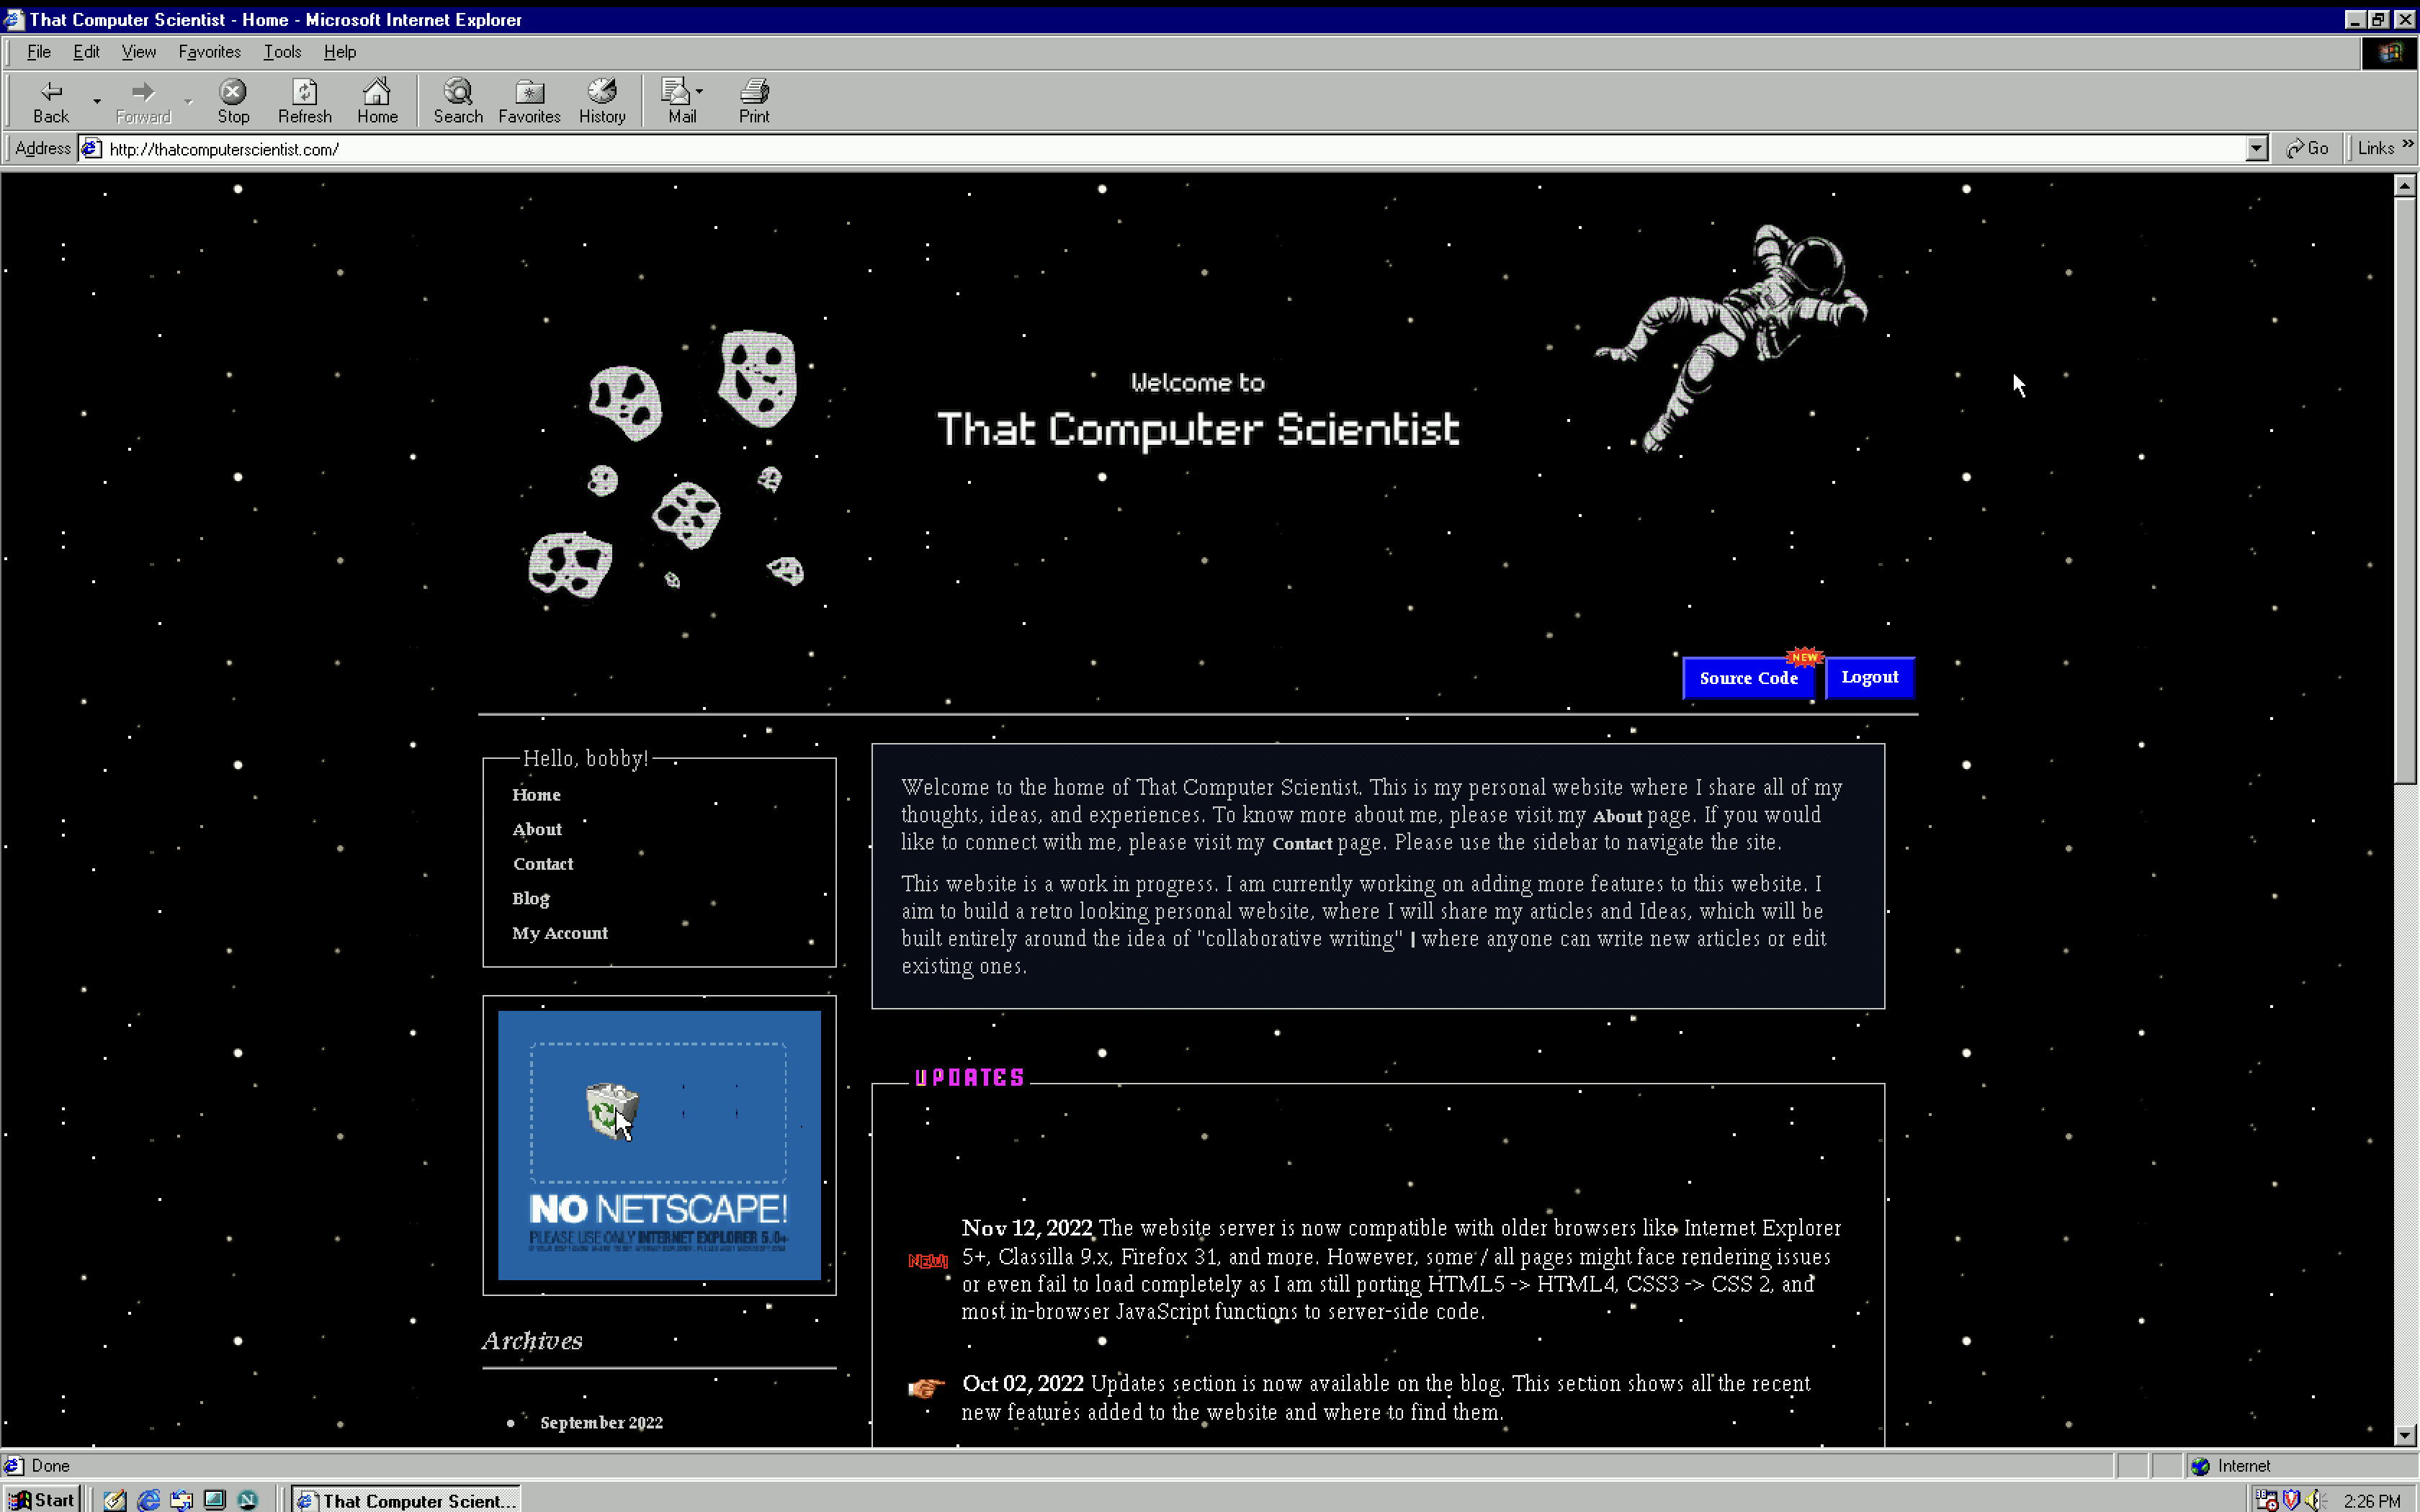 That Computer Scientist - Home - Microsoft Internet Explorer
File Edit View Favorites Tools Help
Back Forward Stop Refresh Home Search Favorites History Mail Print
Address http://thatcomputerscientist.com/ Go Links »
Welcome to
That Computer Scientist
NEW
Source Code Logout
Hello, bobby!
Home
About
Contact
Blog
My Account
Welcome to the home of That Computer Scientist. This is my personal website where I share all of my
thoughts, ideas, and experiences. To know more about me, please visit my About page. If you would
like to connect with me, please visit my Contact page. Please use the sidebar to navigate the site.
This website is a work in progress. I am currently working on adding more features to this website. I
aim to build a retro looking personal website, where I will share my articles and Ideas, which will be
built entirely around the idea of "collaborative writing" | where anyone can write new articles or edit
existing ones.
NO NETSCAPE!
PLEASE USE ONLY INTERNET EXPLORER 5.0+
Archives
September 2022
UPDATES
NEW!
Nov 12, 2022 The website server is now compatible with older browsers like Internet Explorer
5+, Classilla 9.x, Firefox 31, and more. However, some / all pages might face rendering issues
or even fail to load completely as I am still porting HTML5 -> HTML4, CSS3 -> CSS 2, and
most in-browser JavaScript functions to server-side code.
Oct 02, 2022 Updates section is now available on the blog. This section shows all the recent
new features added to the website and where to find them.
Done Internet
Start That Computer Scient... 2:26 PM